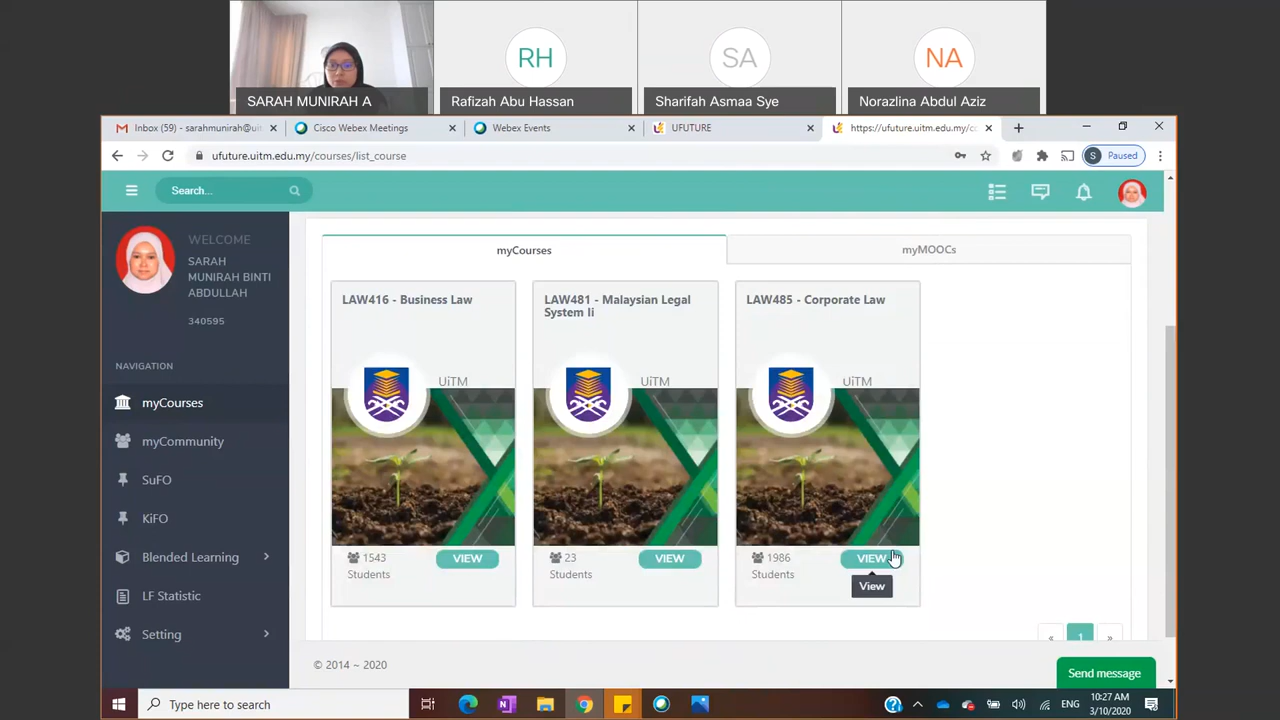 RH
SA
NA
SARAH MUNIRAH A
Rafizah Abu Hassan
Sharifah Asmaa Sye
Norazlina Abdul Aziz
Inbox (59) - sarahmunirah@ui
Cisco Webex Meetings
Webex Events
UFUTURE
https://ufuture.uitm.edu.my/co
ufuture.uitm.edu.my/courses/list_course
S Paused
Search...
WELCOME
SARAH
MUNIRAH BINTI
ABDULLAH
340595
NAVIGATION
myCourses
myCommunity
SuFO
KiFO
Blended Learning
LF Statistic
Setting
myCourses
myMOOCs
LAW416 - Business Law
UiTM
1543
Students
VIEW
LAW481 - Malaysian Legal
System Ii
UiTM
23
Students
VIEW
LAW485 - Corporate Law
UiTM
1986
Students
VIEW
View
« 1 »
© 2014 ~ 2020
Send message
Type here to search
ENG
10:27 AM
3/10/2020